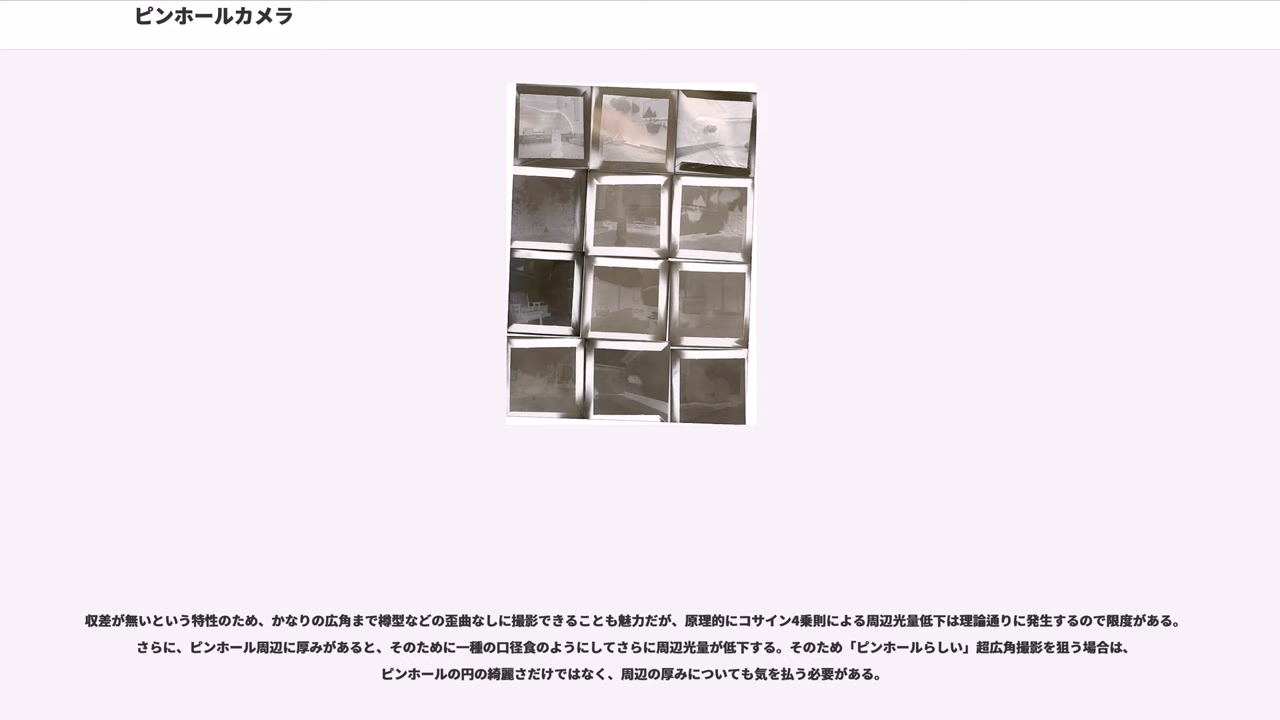 ピンホールカメラ
収差が無いという特性のため、かなりの広角まで樽型などの歪曲なしに撮影できることも魅力だが、原理的にコサイン4乗則による周辺光量低下は理論通りに発生するので限度がある。
さらに、ピンホール周辺に厚みがあると、そのために一種の口径食のようにしてさらに周辺光量が低下する。そのため「ピンホールらしい」超広角撮影を狙う場合は、
ピンホールの円の綺麗さだけではなく、周辺の厚みについても気を払う必要がある。